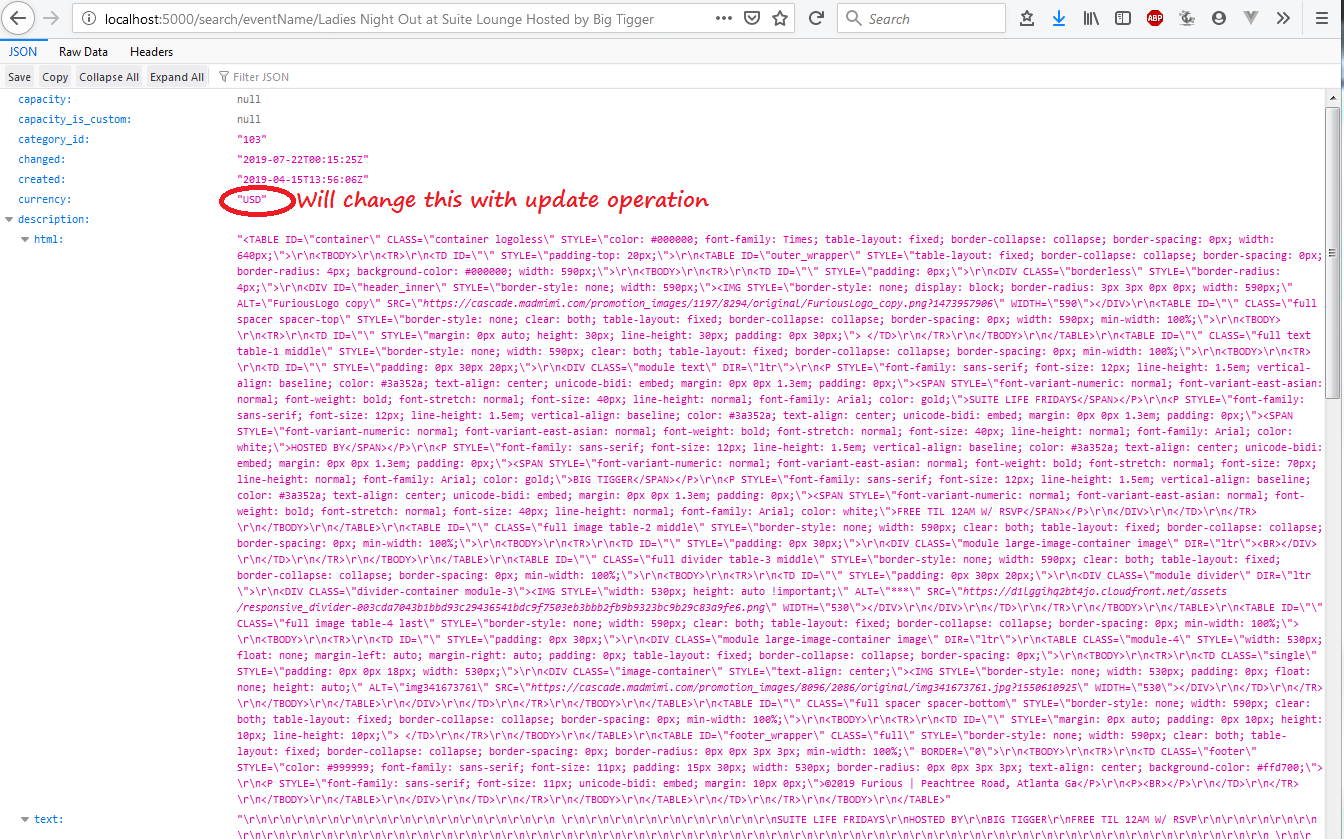 localhost:5000/search/eventName/Ladies Night Out at Suite Lounge Hosted by Big Tigger
Search
ABP
JSON Raw Data Headers
Save Copy Collapse All Expand All Filter JSON
capacity: null
capacity_is_custom: null
category_id: "103"
changed: "2019-07-22T00:15:25Z"
created: "2019-04-15T13:56:06Z"
currency: "USD" Will change this with update operation
description:
html: "<TABLE ID=\"container\" CLASS=\"container logoless\" STYLE=\"color: #000000; font-family: Times; table-layout: fixed; border-collapse: collapse; border-spacing: 0px; width:
640px;\">\r\n<TBODY>\r\n<TR>\r\n<TD ID=\"\" STYLE=\"padding-top: 20px;\">\r\n<TABLE ID=\"outer_wrapper\" STYLE=\"table-layout: fixed; border-collapse: collapse; border-spacing: 0px;
border-radius: 4px; background-color: #000000; width: 590px;\">\r\n<TBODY>\r\n<TR>\r\n<TD ID=\"\" STYLE=\"padding: 0px;\">\r\n<DIV CLASS=\"borderless\" STYLE=\"border-radius:
4px;\">\r\n<DIV ID=\"header_inner\" STYLE=\"border-style: none; width: 590px;\"><IMG STYLE=\"border-style: none; display: block; border-radius: 3px 3px 0px 0px; width: 590px;\"
ALT=\"FuriousLogo copy\" SRC=\"https://cascade.madmimi.com/promotion_images/1197/8294/original/FuriousLogo_copy.png?1473957906\" WIDTH=\"590\"></DIV>\r\n<TABLE ID=\"\" CLASS=\"full
spacer spacer-top\" STYLE=\"border-style: none; clear: both; table-layout: fixed; border-collapse: collapse; border-spacing: 0px; width: 590px; min-width: 100%;\">\r\n<TBODY>
\r\n<TR>\r\n<TD ID=\"\" STYLE=\"margin: 0px auto; height: 30px; line-height: 30px; padding: 0px 30px;\"> </TD>\r\n</TR>\r\n</TBODY>\r\n</TABLE>\r\n<TABLE ID=\"\" CLASS=\"full text
table-1 middle\" STYLE=\"border-style: none; width: 590px; clear: both; table-layout: fixed; border-collapse: collapse; border-spacing: 0px; min-width: 100%;\">\r\n<TBODY>\r\n<TR>
\r\n<TD ID=\"\" STYLE=\"padding: 0px 30px 20px;\">\r\n<DIV CLASS=\"module text\" DIR=\"ltr\">\r\n<P STYLE=\"font-family: sans-serif; font-size: 12px; line-height: 1.5em; vertical-
align: baseline; color: #3a352a; text-align: center; unicode-bidi: embed; margin: 0px 0px 1.3em; padding: 0px;\"><SPAN STYLE=\"font-variant-numeric: normal; font-variant-east-asian:
normal; font-weight: bold; font-stretch: normal; font-size: 40px; line-height: normal; font-family: Arial; color: gold;\">SUITE LIFE FRIDAYS</SPAN></P>\r\n<P STYLE=\"font-family:
sans-serif; font-size: 12px; line-height: 1.5em; vertical-align: baseline; color: #3a352a; text-align: center; unicode-bidi: embed; margin: 0px 0px 1.3em; padding: 0px;\"><SPAN
STYLE=\"font-variant-numeric: normal; font-variant-east-asian: normal; font-weight: bold; font-stretch: normal; font-size: 40px; line-height: normal; font-family: Arial; color:
white;\">HOSTED BY</SPAN></P>\r\n<P STYLE=\"font-family: sans-serif; font-size: 12px; line-height: 1.5em; vertical-align: baseline; color: #3a352a; text-align: center; unicode-bidi:
embed; margin: 0px 0px 1.3em; padding: 0px;\"><SPAN STYLE=\"font-variant-numeric: normal; font-variant-east-asian: normal; font-weight: bold; font-stretch: normal; font-size: 70px;
line-height: normal; font-family: Arial; color: gold;\">BIG TIGGER</SPAN></P>\r\n<P STYLE=\"font-family: sans-serif; font-size: 12px; line-height: 1.5em; vertical-align: baseline;
color: #3a352a; text-align: center; unicode-bidi: embed; margin: 0px 0px 1.3em; padding: 0px;\"><SPAN STYLE=\"font-variant-numeric: normal; font-variant-east-asian: normal; font-
weight: bold; font-stretch: normal; font-size: 40px; line-height: normal; font-family: Arial; color: white;\">FREE TIL 12AM W/ RSVP</SPAN></P>\r\n</DIV>\r\n</TD>\r\n</TR>
\r\n</TBODY>\r\n</TABLE>\r\n<TABLE ID=\"\" CLASS=\"full image table-2 middle\" STYLE=\"border-style: none; width: 590px; clear: both; table-layout: fixed; border-collapse: collapse;
border-spacing: 0px; min-width: 100%;\">\r\n<TBODY>\r\n<TR>\r\n<TD ID=\"\" STYLE=\"padding: 0px 30px;\">\r\n<DIV CLASS=\"module large-image-container image\" DIR=\"ltr\"><BR></DIV>
\r\n</TD>\r\n</TR>\r\n</TBODY>\r\n</TABLE>\r\n<TABLE ID=\"\" CLASS=\"full divider table-3 middle\" STYLE=\"border-style: none; width: 590px; clear: both; table-layout: fixed;
border-collapse: collapse; border-spacing: 0px; min-width: 100%;\">\r\n<TBODY>\r\n<TR>\r\n<TD ID=\"\" STYLE=\"padding: 0px 30px 20px;\">\r\n<DIV CLASS=\"module divider\" DIR=\"ltr
\">\r\n<DIV CLASS=\"divider-container module-3\"><IMG STYLE=\"width: 530px; height: auto !important;\" ALT=\"***\" SRC=\"https://d1lggihq2bt4jo.cloudfront.net/assets
/responsive_divider-003cda7043b1bbd93c29436541bdc9f7503eb3bbb2fb9b9323bc9b29c83a9fe6.png\" WIDTH=\"530\"></DIV>\r\n</DIV>\r\n</TD>\r\n</TR>\r\n</TBODY>\r\n</TABLE>\r\n<TABLE ID=\"\"
CLASS=\"full image table-4 last\" STYLE=\"border-style: none; width: 590px; clear: both; table-layout: fixed; border-collapse: collapse; border-spacing: 0px; min-width: 100%;\">
\r\n<TBODY>\r\n<TR>\r\n<TD ID=\"\" STYLE=\"padding: 0px 30px;\">\r\n<DIV CLASS=\"module large-image-container image\" DIR=\"ltr\">\r\n<TABLE CLASS=\"module-4\" STYLE=\"width: 530px;
float: none; margin-left: auto; margin-right: auto; padding: 0px; table-layout: fixed; border-collapse: collapse; border-spacing: 0px;\">\r\n<TBODY>\r\n<TR>\r\n<TD CLASS=\"single\"
STYLE=\"padding: 0px 0px 18px; width: 530px;\">\r\n<DIV CLASS=\"image-container\" STYLE=\"text-align: center;\"><IMG STYLE=\"border-style: none; width: 530px; padding: 0px; float:
none; height: auto;\" ALT=\"img341673761\" SRC=\"https://cascade.madmimi.com/promotion_images/8096/2086/original/img341673761.jpg?1550610925\" WIDTH=\"530\"></DIV>\r\n</TD>\r\n</TR>
\r\n</TBODY>\r\n</TABLE>\r\n</DIV>\r\n</TD>\r\n</TR>\r\n</TBODY>\r\n</TABLE>\r\n<TABLE ID=\"\" CLASS=\"full spacer spacer-bottom\" STYLE=\"border-style: none; width: 590px; clear:
both; table-layout: fixed; border-collapse: collapse; border-spacing: 0px; min-width: 100%;\">\r\n<TBODY>\r\n<TR>\r\n<TD ID=\"\" STYLE=\"margin: 0px auto; padding: 0px 10px; height:
10px; line-height: 10px;\"> </TD>\r\n</TR>\r\n</TBODY>\r\n</TABLE>\r\n<TABLE ID=\"footer_wrapper\" CLASS=\"full\" STYLE=\"border-style: none; width: 590px; clear: both; table-
layout: fixed; border-collapse: collapse; border-spacing: 0px; border-radius: 0px 0px 3px 3px; min-width: 100%;\" BORDER=\"0\">\r\n<TBODY>\r\n<TR>\r\n<TD CLASS=\"footer\"
STYLE=\"color: #999999; font-family: sans-serif; font-size: 11px; padding: 15px 30px; width: 530px; border-radius: 0px 0px 3px 3px; text-align: center; background-color: #ffd700;\">
\r\n<P STYLE=\"font-family: sans-serif; font-size: 11px; unicode-bidi: embed; margin: 10px 0px;\">©2019 Furious | Peachtree Road, Atlanta Ga</P>\r\n<P><BR></P>\r\n</TD>\r\n</TR>
\r\n</TBODY>\r\n</TABLE>\r\n</DIV>\r\n</TD>\r\n</TR>\r\n</TBODY>\r\n</TABLE>\r\n</TD>\r\n</TR>\r\n</TBODY>\r\n</TABLE>"
text: "\r\n\r\n\r\n\r\n\r\n\r\n\r\n\r\n\r\n\r\n\r\n\r\n \r\n\r\n\r\n\r\n\r\n\r\n\r\n\r\nSUITE LIFE FRIDAYS\r\nHOSTED BY\r\nBIG TIGGER\r\nFREE TIL 12AM W/ RSVP\r\n\r\n\r\n\r\n\r\n\r\n